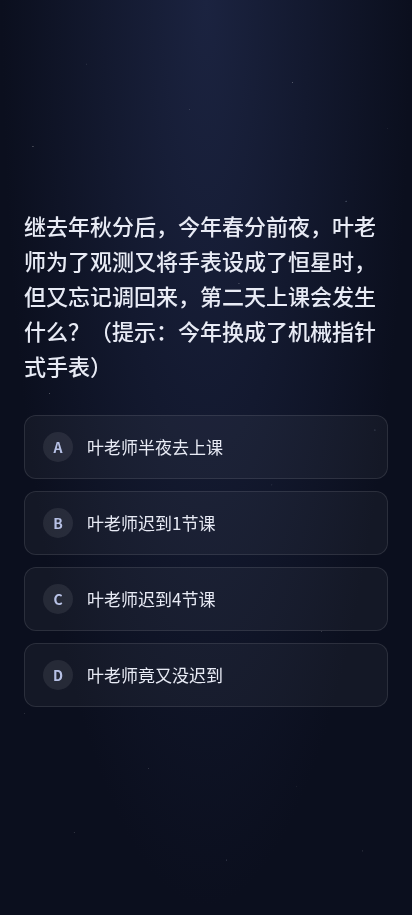 继去年秋分后，今年春分前夜，叶老
师为了观测又将手表设成了恒星时，
但又忘记调回来，第二天上课会发生
什么？（提示：今年换成了机械指针
式手表）
A 叶老师半夜去上课
B 叶老师迟到1节课
C 叶老师迟到4节课
D 叶老师竟又没迟到